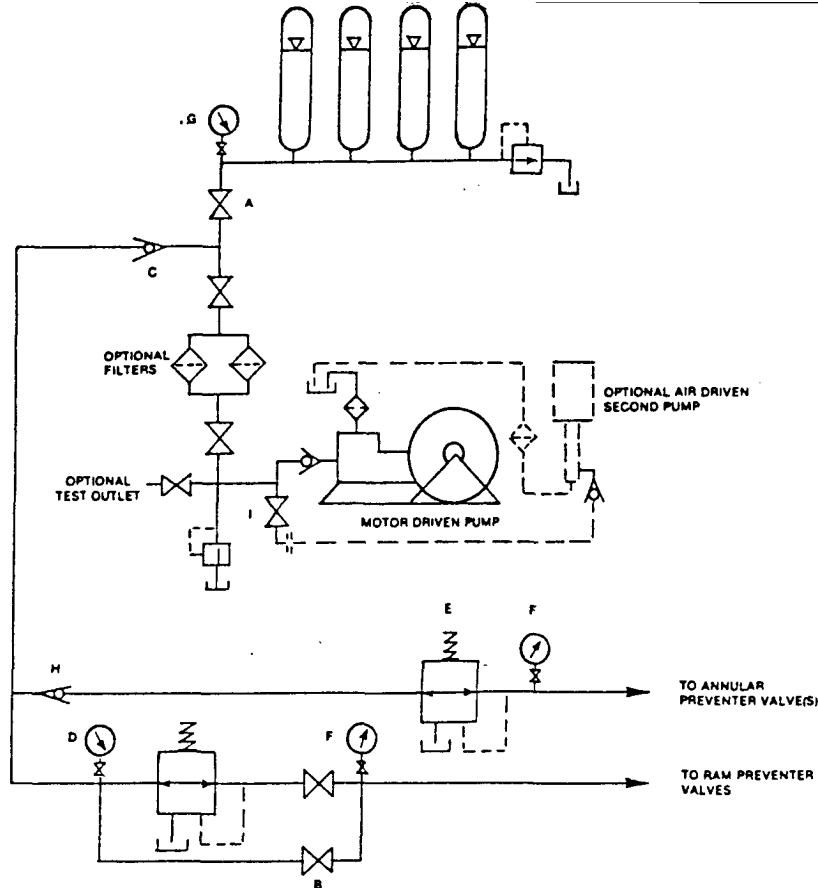 .G
A
C
OPTIONAL
FILTERS
OPTIONAL AIR DRIVEN
SECOND PUMP
OPTIONAL
TEST OUTLET
I
MOTOR DRIVEN PUMP
E
F
H
TO ANNULAR
PREVENTER VALVE(S)
D
F
TO RAM PREVENTER
VALVES
B